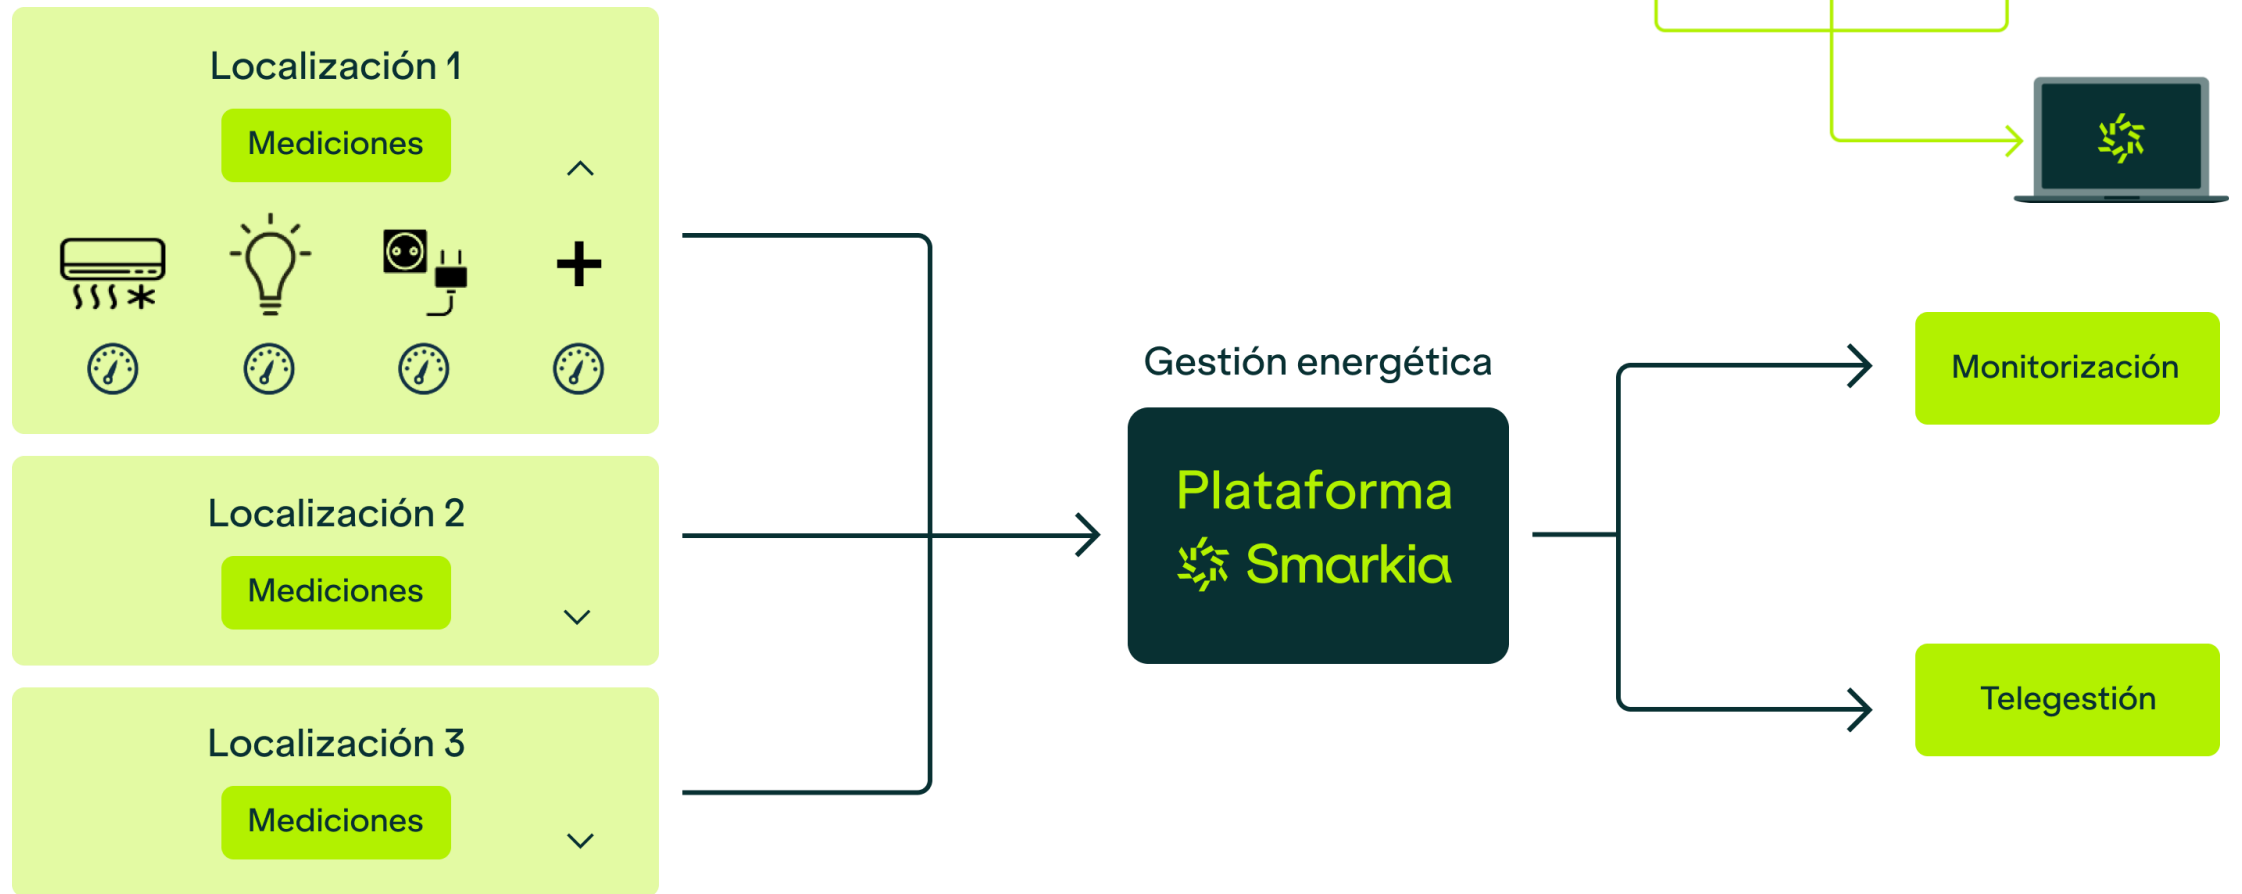 Localización 1
Mediciones
Localización 2
Mediciones
Localización 3
Mediciones
Gestión energética
Plataforma
Smarkia
Monitorización
Telegestión